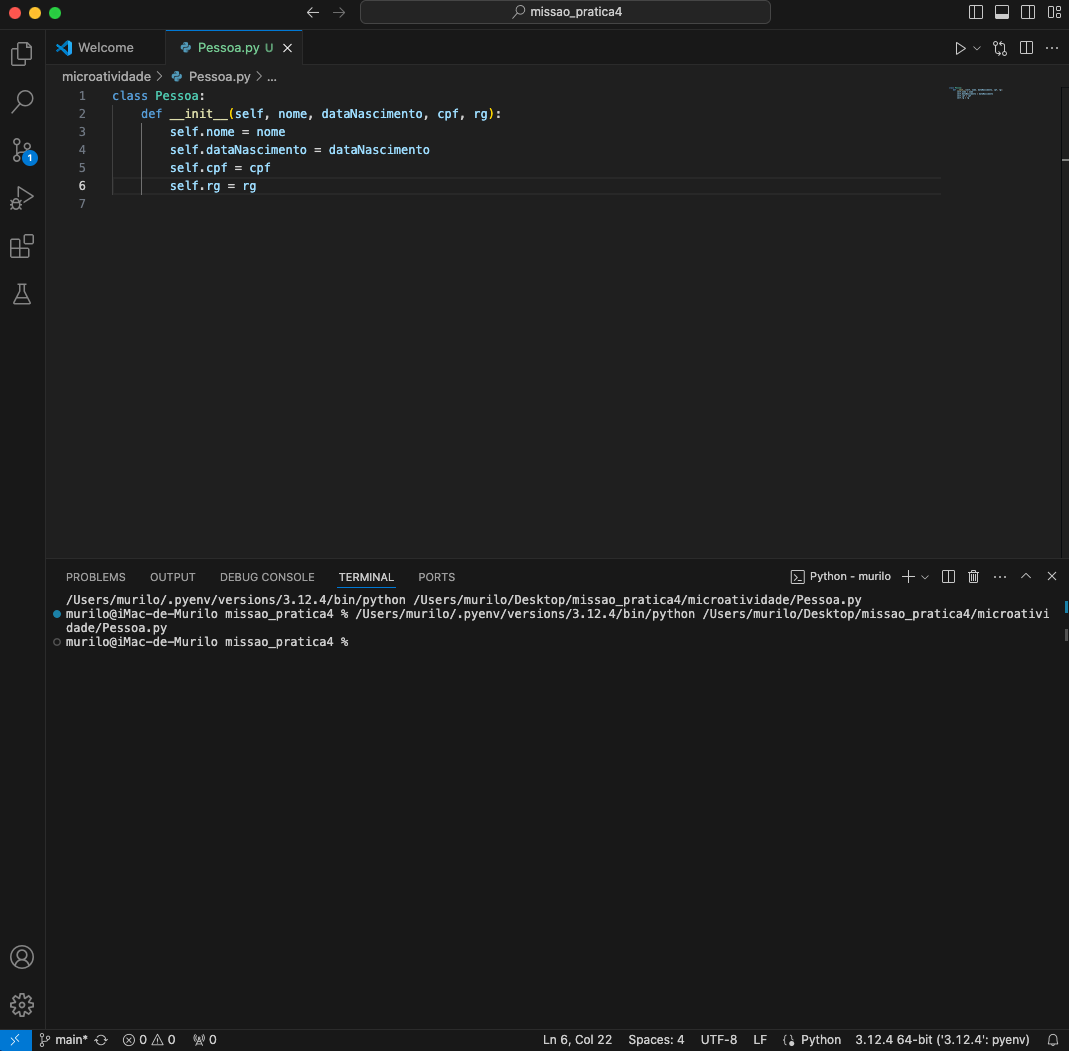 missao_pratica4
Welcome
Pessoa.py U
microatividade > Pessoa.py > ...
1 class Pessoa:
2 def __init__(self, nome, dataNascimento, cpf, rg):
3 self.nome = nome
4 self.dataNascimento = dataNascimento
5 self.cpf = cpf
6 self.rg = rg
7
1
PROBLEMS OUTPUT DEBUG CONSOLE TERMINAL PORTS
Python - murilo
/Users/murilo/.pyenv/versions/3.12.4/bin/python /Users/murilo/Desktop/missao_pratica4/microatividade/Pessoa.py
murilo@iMac-de-Murilo missao_pratica4 % /Users/murilo/.pyenv/versions/3.12.4/bin/python /Users/murilo/Desktop/missao_pratica4/microativi
dade/Pessoa.py
murilo@iMac-de-Murilo missao_pratica4 %
main* 0 0 0 Ln 6, Col 22 Spaces: 4 UTF-8 LF Python 3.12.4 64-bit ('3.12.4': pyenv)